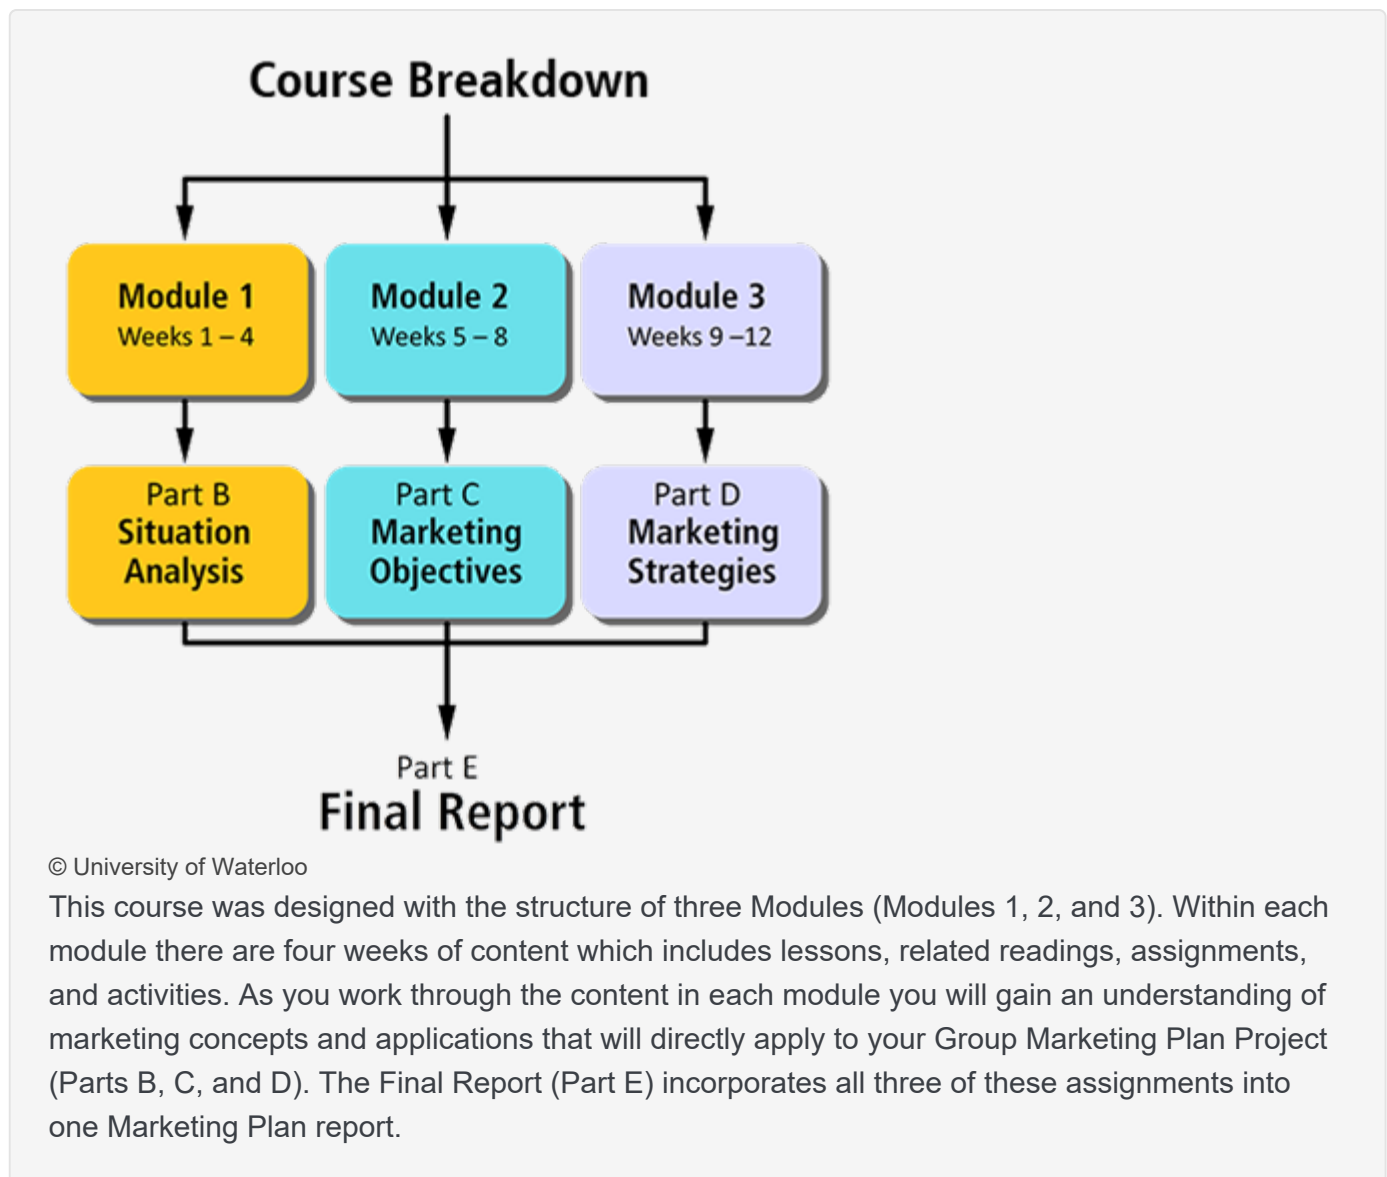 Course Breakdown
Module 1
Weeks 1 – 4
Module 2
Weeks 5 – 8
Module 3
Weeks 9 –12
Part B
Situation
Analysis
Part C
Marketing
Objectives
Part D
Marketing
Strategies
Part E
Final Report
© University of Waterloo
This course was designed with the structure of three Modules (Modules 1, 2, and 3). Within each
module there are four weeks of content which includes lessons, related readings, assignments,
and activities. As you work through the content in each module you will gain an understanding of
marketing concepts and applications that will directly apply to your Group Marketing Plan Project
(Parts B, C, and D). The Final Report (Part E) incorporates all three of these assignments into
one Marketing Plan report.